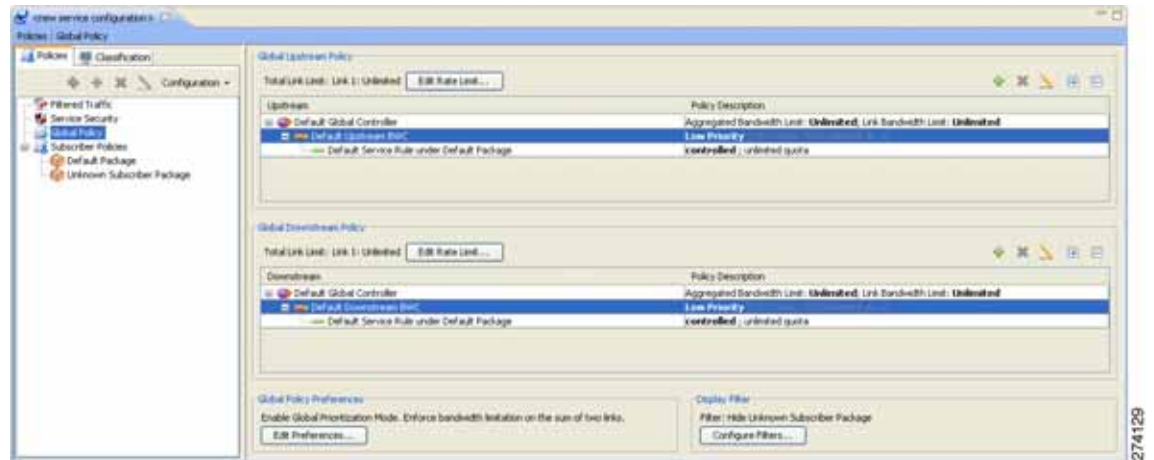 <new service configuration>
Policies | Global Policy
Policies
Classification
Configuration
Filtered Traffic
Service Security
Global Policy
Subscriber Policies
Default Package
Unknown Subscriber Package
Global Upstream Policy
Total Link Limit: Link 1: Unlimited
Edit Rate Limit...
Upstream
Policy Description
Default Global Controller
Aggregated Bandwidth Limit: Unlimited; Link Bandwidth Limit: Unlimited
Default Upstream BWC
Low Priority
Default Service Rule under Default Package
controlled ; unlimited quota
Global Downstream Policy
Total Link Limit: Link 1: Unlimited
Edit Rate Limit...
Downstream
Policy Description
Default Global Controller
Aggregated Bandwidth Limit: Unlimited; Link Bandwidth Limit: Unlimited
Default Downstream BWC
Low Priority
Default Service Rule under Default Package
controlled ; unlimited quota
Global Policy Preferences
Enable Global Prioritization Mode. Enforce bandwidth limitation on the sum of two links.
Edit Preferences...
Display Filter
Filter: Hide Unknown Subscriber Package
Configure Filters...
274129